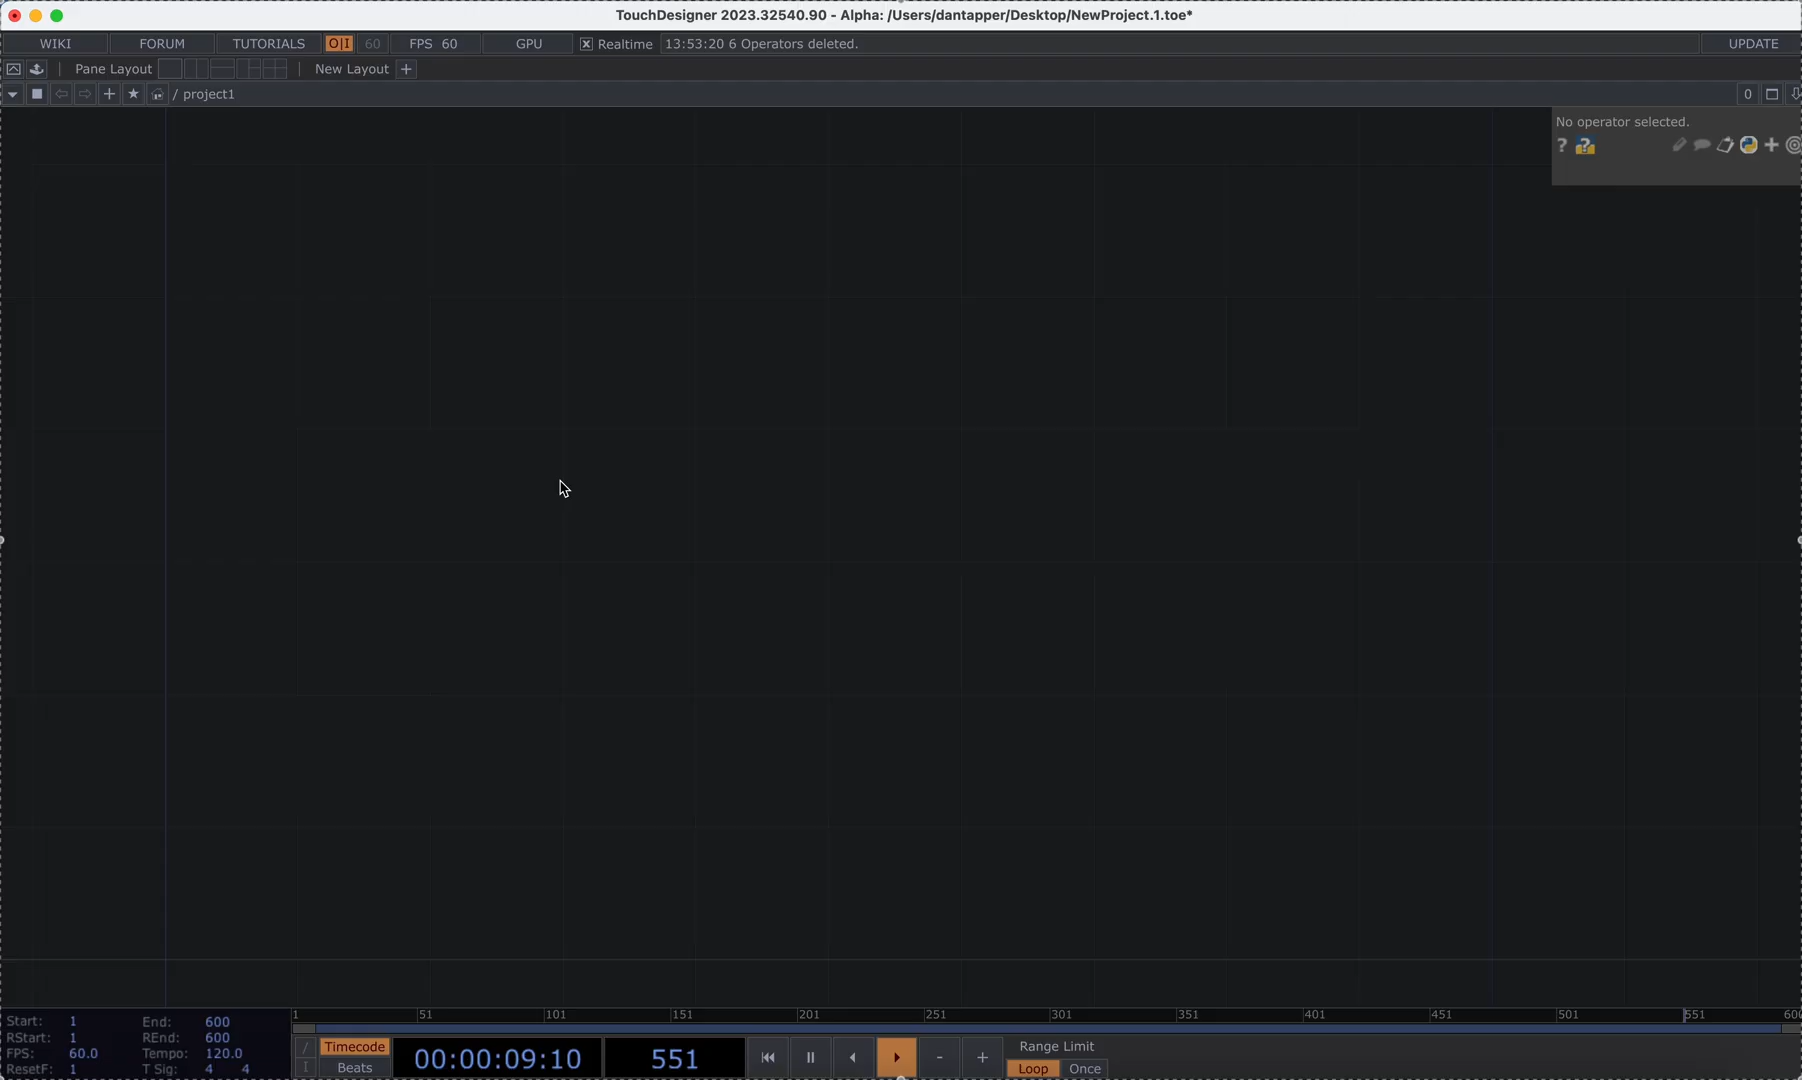 TouchDesigner 2023.32540.90 - Alpha: /Users/dantapper/Desktop/NewProject.1.toe*
WIKI FORUM TUTORIALS O|I 60 FPS 60 GPU X Realtime 13:53:20 6 Operators deleted. UPDATE
Pane Layout New Layout +
/ project1 0
No operator selected.
1 51 101 151 201 251 301 351 401 451 501 551 600
Start: 1 End: 600
RStart: 1 REnd: 600
FPS: 60.0 Tempo: 120.0
ResetF: 1 T Sig: 4 4
Timecode
Beats
00:00:09:10 551
Range Limit
Loop Once